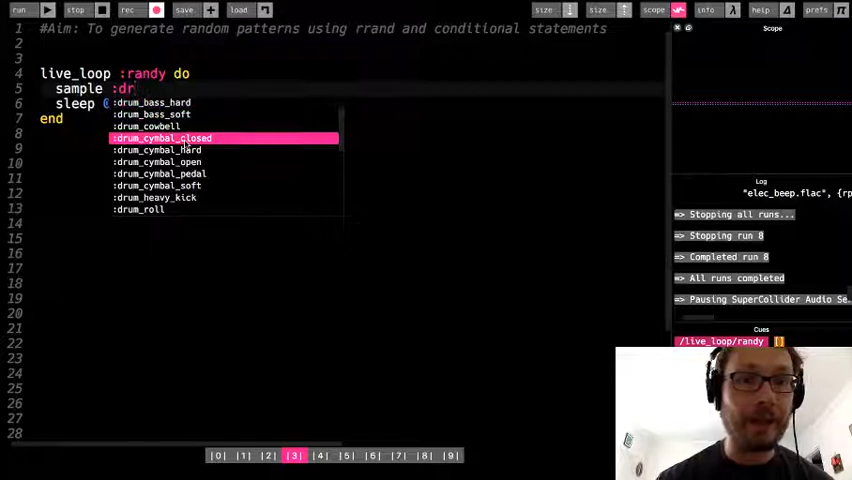 run stop rec save load size size scope info help prefs
1 #Aim: To generate random patterns using rrand and conditional statements
Scope
2
3
4 live_loop :randy do
5 sample :dr
6 sleep
:drum_bass_hard
:drum_bass_soft
7 end
:drum_cowbell
8
:drum_cymbal_closed
9
:drum_cymbal_hard
10
:drum_cymbal_open
11
:drum_cymbal_pedal
12
:drum_cymbal_soft
:drum_heavy_kick
13
:drum_roll
14
15
16
17
18
19
20
21
22
23
24
25
26
27
28
Log
"elec_beep.flac", {rp
=> Stopping all runs...
=> Stopping run 8
=> Completed run 8
=> All runs completed
=> Pausing SuperCollider Audio Se
Cues
/live_loop/randy []
|0| |1| |2| |3| |4| |5| |6| |7| |8| |9|